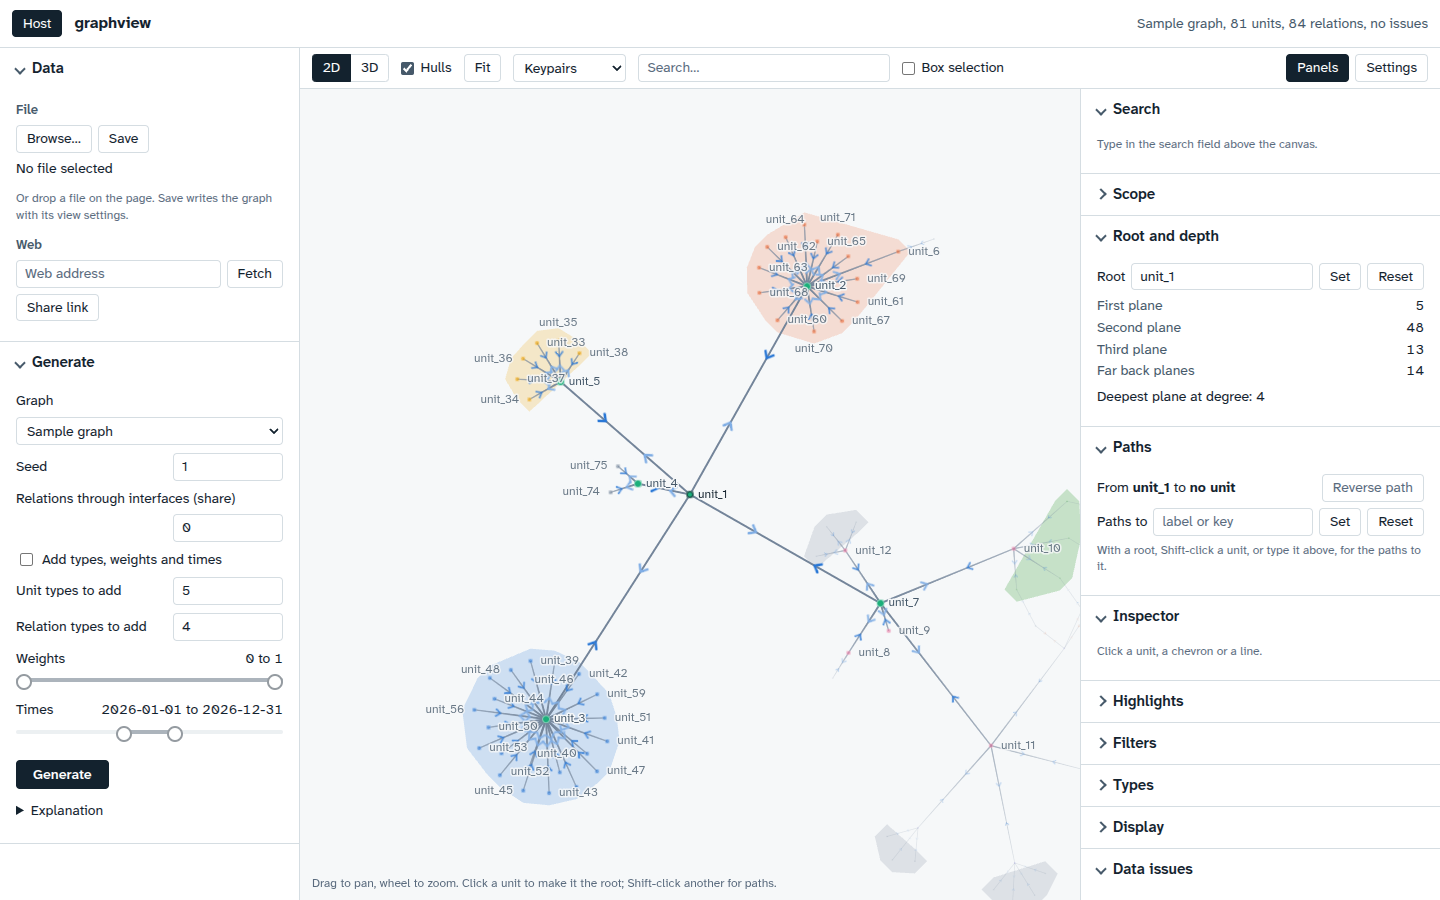 Host graphview Sample graph, 81 units, 84 relations, no issues
2D 3D Hulls Fit Keypairs Search... Box selection Panels Settings
Data
File
Browse... Save
No file selected
Or drop a file on the page. Save writes the graph
with its view settings.
Web
Web address Fetch
Share link
Generate
Graph
Sample graph
Seed 1
Relations through interfaces (share)
0
Add types, weights and times
Unit types to add 5
Relation types to add 4
Weights 0 to 1
Times 2026-01-01 to 2026-12-31
Generate
Explanation
unit_64 unit_71
unit_62 unit_65
unit_6
unit_63
unit_69
unit_68 unit_2
unit_61
unit_60 unit_67
unit_70
unit_35
unit_33
unit_36 unit_38
unit_37 unit_5
unit_34
unit_75
unit_4
unit_74 unit_1
unit_12
unit_10
unit_7
unit_9
unit_8
unit_11
unit_39
unit_48 unit_42
unit_46
unit_44 unit_59
unit_56 unit_3 unit_51
unit_50
unit_41
unit_53 unit_40
unit_52 unit_47
unit_45 unit_43
Drag to pan, wheel to zoom. Click a unit to make it the root; Shift-click another for paths.
Search
Type in the search field above the canvas.
Scope
Root and depth
Root unit_1 Set Reset
First plane 5
Second plane 48
Third plane 13
Far back planes 14
Deepest plane at degree: 4
Paths
From unit_1 to no unit Reverse path
Paths to label or key Set Reset
With a root, Shift-click a unit, or type it above, for the paths to
it.
Inspector
Click a unit, a chevron or a line.
Highlights
Filters
Types
Display
Data issues